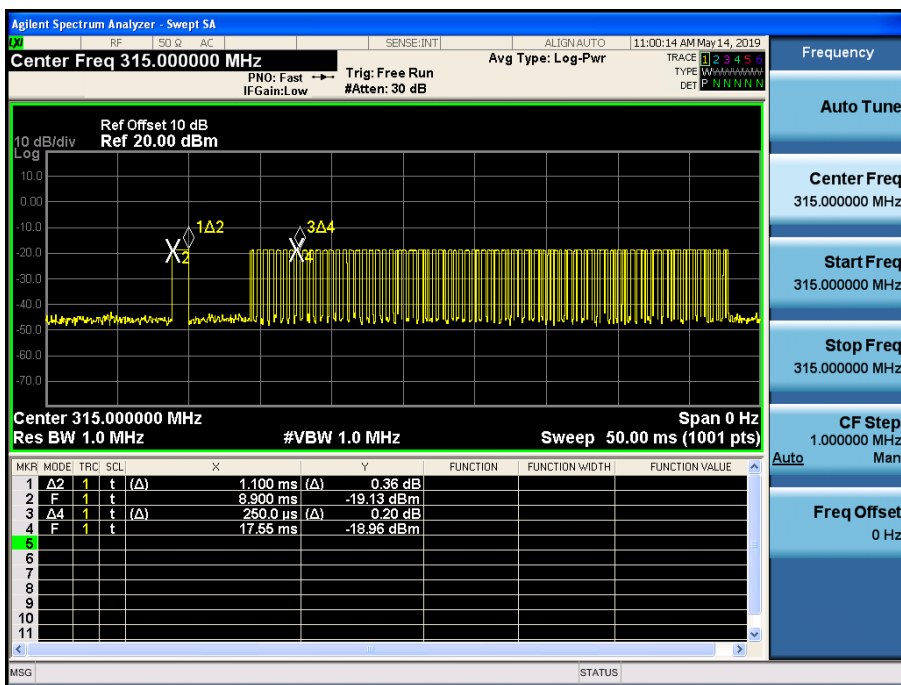 Agilent Spectrum Analyzer - Swept SA
LXI RF 50 Ω AC SENSE:INT ALIGN AUTO 11:00:14 AM May 14, 2019
Center Freq 315.000000 MHz Avg Type: Log-Pwr TRACE 1 2 3 4 5 6
PNO: Fast Trig: Free Run TYPE WWWWWW
IFGain:Low #Atten: 30 dB DET P N N N N N
Ref Offset 10 dB
10 dB/div Ref 20.00 dBm
Log
10.0
0.00
-10.0
-20.0
-30.0
-40.0
-50.0
-60.0
-70.0
1Δ2
2
3Δ4
4
Center 315.000000 MHz Span 0 Hz
Res BW 1.0 MHz #VBW 1.0 MHz Sweep 50.00 ms (1001 pts)
MKR MODE TRC SCL X Y FUNCTION FUNCTION WIDTH FUNCTION VALUE
1 Δ2 1 t (Δ) 1.100 ms (Δ) 0.36 dB
2 F 1 t 8.900 ms -19.13 dBm
3 Δ4 1 t (Δ) 250.0 µs (Δ) 0.20 dB
4 F 1 t 17.55 ms -18.96 dBm
5
6
7
8
9
10
11
MSG STATUS
Frequency
Auto Tune
Center Freq
315.000000 MHz
Start Freq
315.000000 MHz
Stop Freq
315.000000 MHz
CF Step
1.000000 MHz
Auto Man
Freq Offset
0 Hz